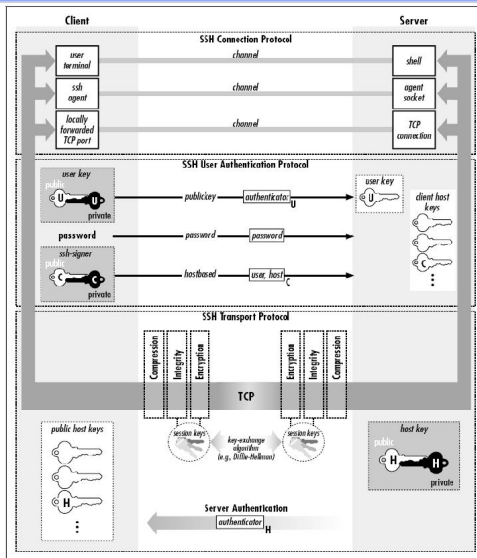 Client
Server
SSH Connection Protocol
user terminal
channel
shell
ssh agent
channel
agent socket
locally forwarded TCP port
channel
TCP connection
SSH User Authentication Protocol
user key
public
U
U
private
publickey
authenticator
U
user key
U
client host keys
C
password
password
password
ssh-signer
public
C
C
private
hostbased
user, host
C
SSH Transport Protocol
Compression
Integrity
Encryption
TCP
Encryption
Integrity
Compression
session keys
key-exchange algorithm (e.g., Diffie-Hellman)
session keys
public host keys
H
host key
public
H
H
private
Server Authentication
authenticator
H